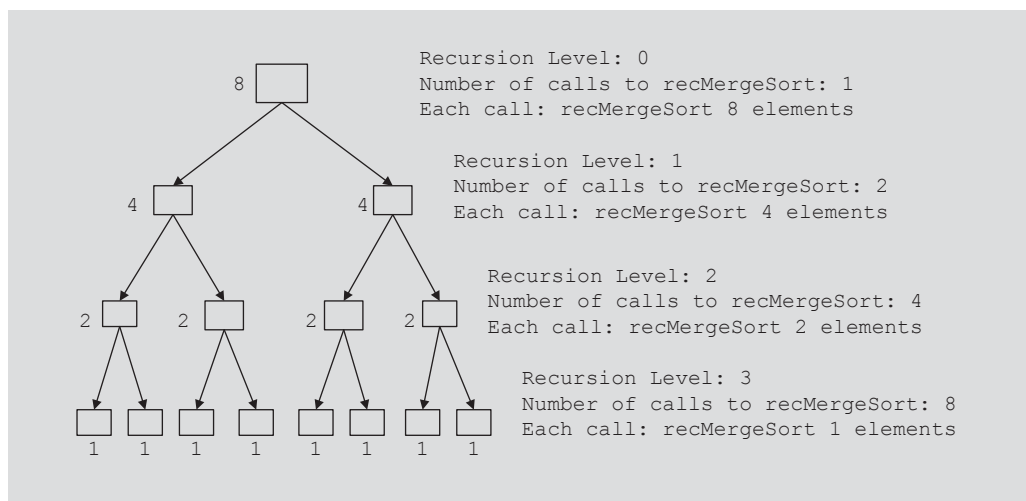 Recursion Level: 0
8
Number of calls to recMergeSort: 1
Each call: recMergeSort 8 elements
Recursion Level: 1
Number of calls to recMergeSort: 2
4 4
Each call: recMergeSort 4 elements
Recursion Level: 2
Number of calls to recMergeSort: 4
2 2 2 2
Each call: recMergeSort 2 elements
Recursion Level: 3
Number of calls to recMergeSort: 8
Each call: recMergeSort 1 elements
1 1 1 1 1 1 1 1